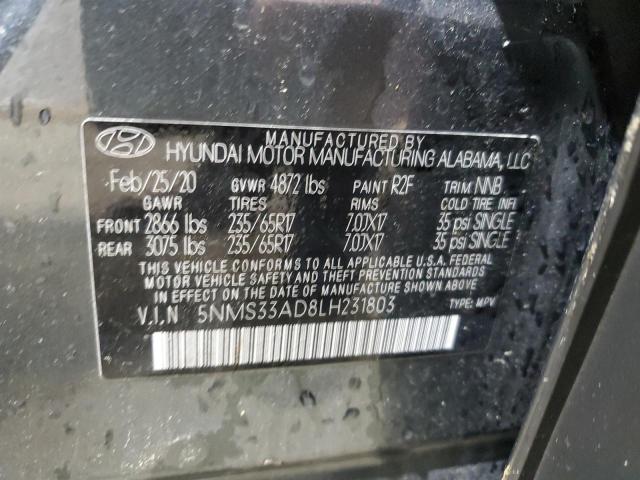 MANUFACTURED BY
HYUNDAI MOTOR MANUFACTURING ALABAMA, LLC
Feb/25/20 GVWR 4872 lbs PAINT R2F TRIM NNB
GAWR TIRES RIMS COLD TIRE INFL
FRONT 2866 lbs 235/65R17 7.0JX17 35 psi SINGLE
REAR 3075 lbs 235/65R17 7.0JX17 35 psi SINGLE
THIS VEHICLE CONFORMS TO ALL APPLICABLE U.S.A. FEDERAL
MOTOR VEHICLE SAFETY AND THEFT PREVENTION STANDARDS
IN EFFECT ON THE DATE OF MANUFACTURE SHOWN ABOVE.
V.I.N 5NMS33AD8LH231803 TYPE: MPV